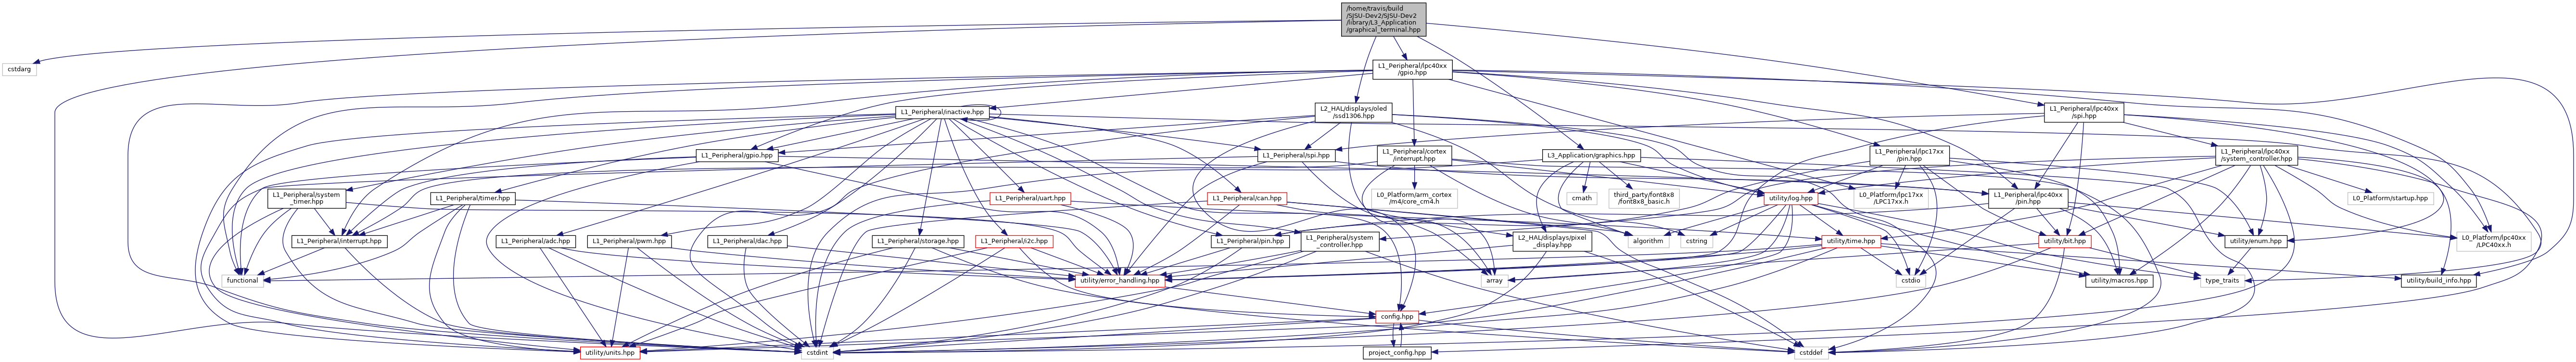 /home/travis/build
/SJSU-Dev2/SJSU-Dev2
/library/L3_Application
/graphical_terminal.hpp
cstdarg
L1_Peripheral/lpc40xx
/gpio.hpp
L1_Peripheral/inactive.hpp
L2_HAL/displays/oled
/ssd1306.hpp
L1_Peripheral/lpc40xx
/spi.hpp
L1_Peripheral/gpio.hpp
L1_Peripheral/spi.hpp
L1_Peripheral/cortex
/interrupt.hpp
L3_Application/graphics.hpp
L1_Peripheral/lpc17xx
/pin.hpp
L1_Peripheral/lpc40xx
/system_controller.hpp
L1_Peripheral/system
_timer.hpp
L1_Peripheral/timer.hpp
L1_Peripheral/uart.hpp
L1_Peripheral/can.hpp
L0_Platform/arm_cortex
/m4/core_cm4.h
cmath
third_party/font8x8
/font8x8_basic.h
utility/log.hpp
L0_Platform/lpc17xx
/LPC17xx.h
L1_Peripheral/lpc40xx
/pin.hpp
L0_Platform/startup.hpp
L1_Peripheral/interrupt.hpp
L1_Peripheral/adc.hpp
L1_Peripheral/pwm.hpp
L1_Peripheral/dac.hpp
L1_Peripheral/storage.hpp
L1_Peripheral/i2c.hpp
L1_Peripheral/pin.hpp
L1_Peripheral/system
_controller.hpp
L2_HAL/displays/pixel
_display.hpp
algorithm
cstring
utility/time.hpp
utility/bit.hpp
utility/enum.hpp
L0_Platform/lpc40xx
/LPC40xx.h
functional
utility/error_handling.hpp
array
cstdio
utility/macros.hpp
type_traits
utility/build_info.hpp
config.hpp
utility/units.hpp
cstdint
project_config.hpp
cstddef